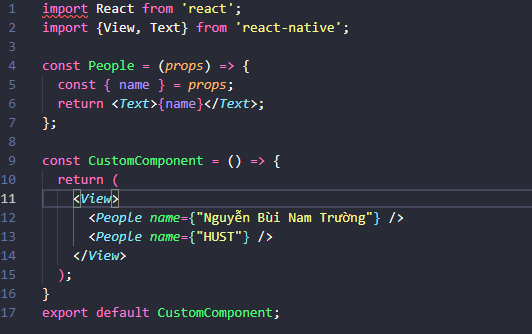 1 import React from 'react';
2 import {View, Text} from 'react-native';
3
4 const People = (props) => {
5   const { name } = props;
6   return <Text>{name}</Text>;
7 };
8
9 const CustomComponent = () => {
10   return (
11     <View>
12       <People name={"Nguyễn Bùi Nam Trường"} />
13       <People name={"HUST"} />
14     </View>
15   );
16 }
17 export default CustomComponent;